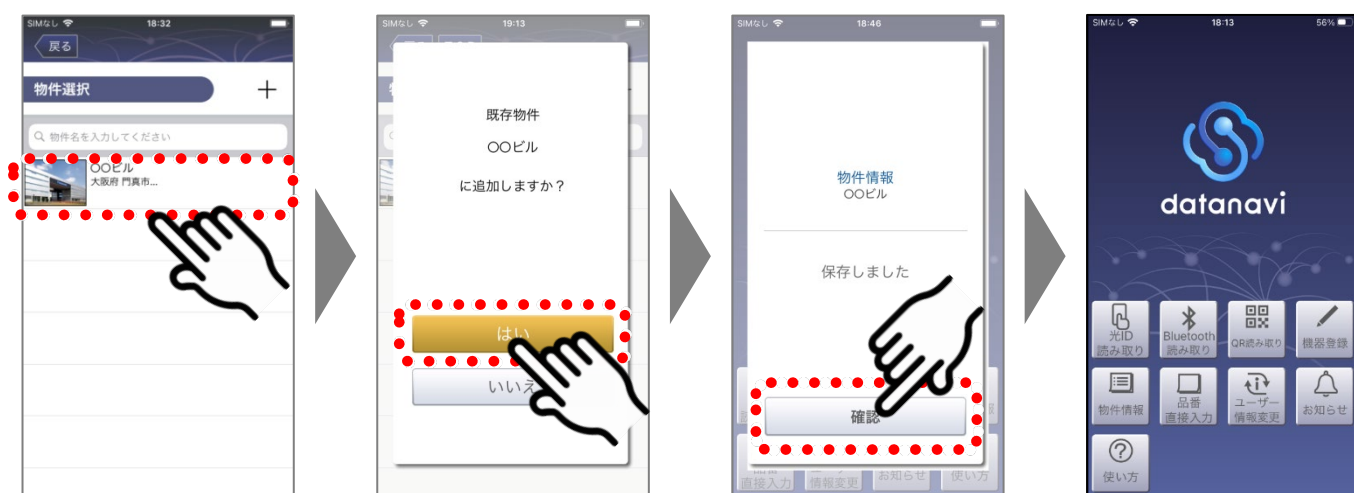 SIMなし 18:32
戻る
物件選択 +
物件名を入力してください
〇〇ビル
大阪府 門真市...
SIMなし 19:13
既存物件
〇〇ビル
に追加しますか？
はい
いいえ
SIMなし 18:46
物件情報
〇〇ビル
保存しました
確認
直接入力
情報変更
お知らせ
使い方
SIMなし 18:13 56%
datanavi
光ID
読み取り
Bluetooth
読み取り
QR読み取り
機器登録
物件情報
品番
直接入力
ユーザー
情報変更
お知らせ
使い方